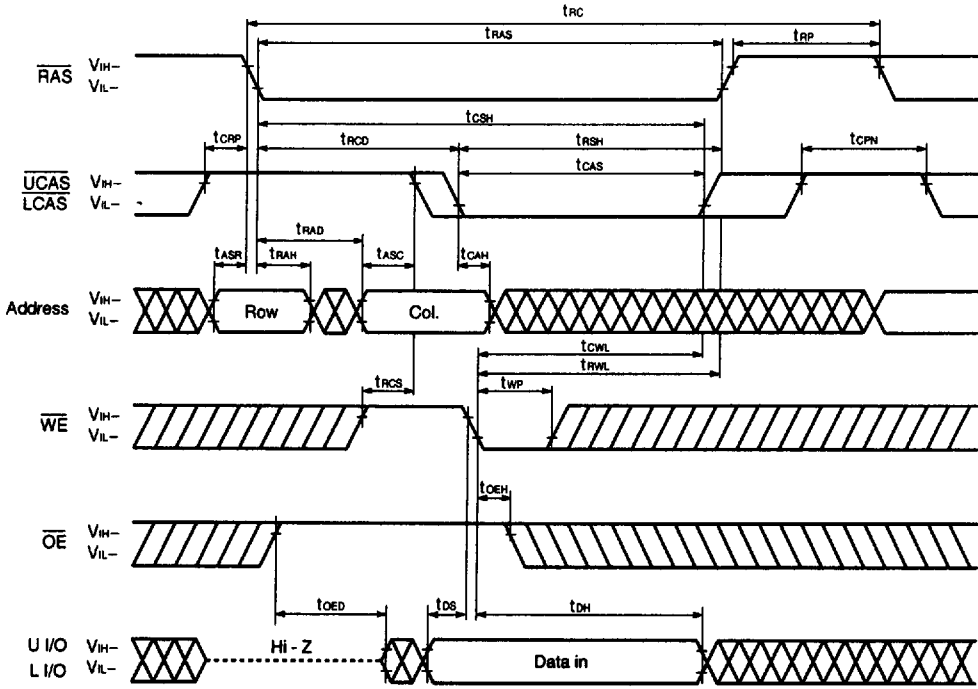 tRC
tRAS
tRP
RAS
VIH–
VIL–
tCSH
tCRP
tRCD
tRSH
tCPN
tCAS
UCAS
LCAS
VIH–
VIL–
tRAD
tASR
tRAH
tASC
tCAH
Address
VIH–
VIL–
Row
Col.
tCWL
tRWL
tRCS
tWP
WE
VIH–
VIL–
tOEH
OE
VIH–
VIL–
tOED
tDS
tDH
U I/O
L I/O
VIH–
VIL–
Hi - Z
Data in